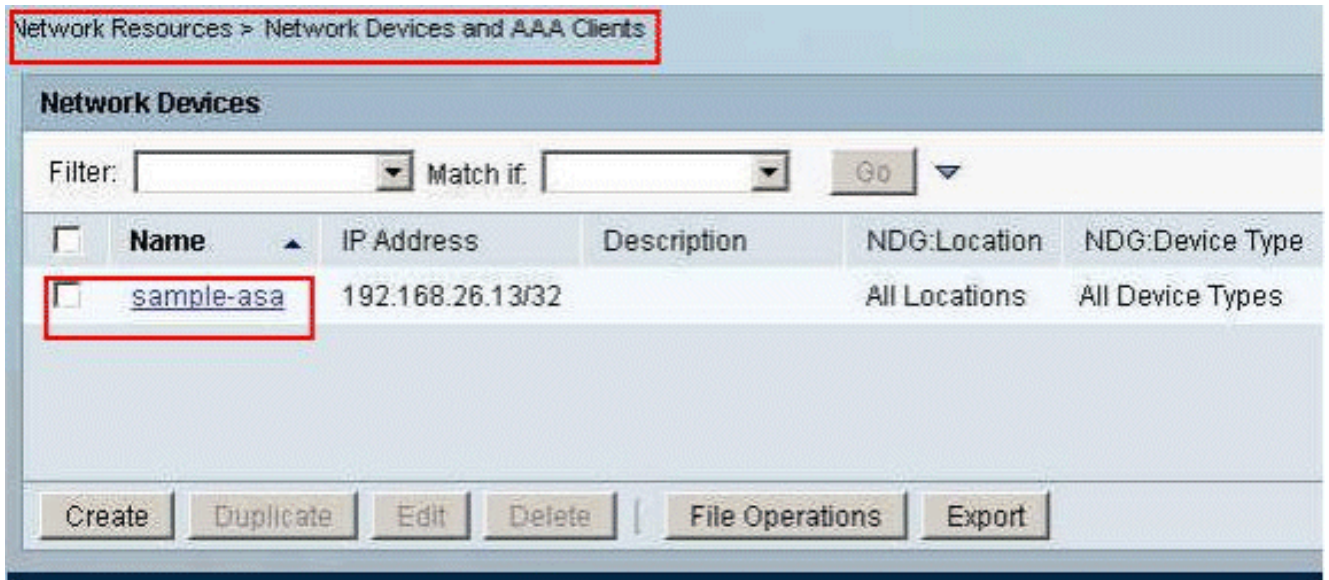 Network Resources > Network Devices and AAA Clients
Network Devices
Filter: Match if: Go
Name IP Address Description NDG:Location NDG:Device Type
sample-asa 192.168.26.13/32 All Locations All Device Types
Create Duplicate Edit Delete | File Operations Export